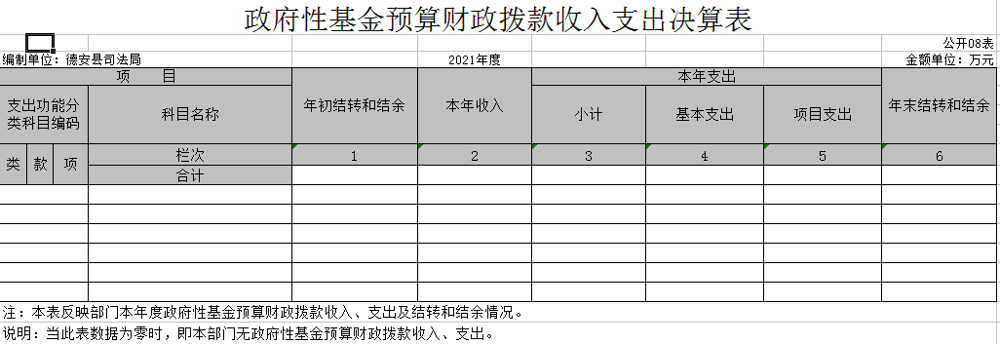 政府性基金预算财政拨款收入支出决算表
公开08表
编制单位：德安县司法局 2021年度 金额单位：万元
项 目 年初结转和结余 本年收入 本年支出 年末结转和结余
支出功能分类科目编码 科目名称 小计 基本支出 项目支出
类 款 项 栏次 1 2 3 4 5 6
合计
注：本表反映部门本年度政府性基金预算财政拨款收入、支出及结转和结余情况。
说明：当此表数据为零时，即本部门无政府性基金预算财政拨款收入、支出。